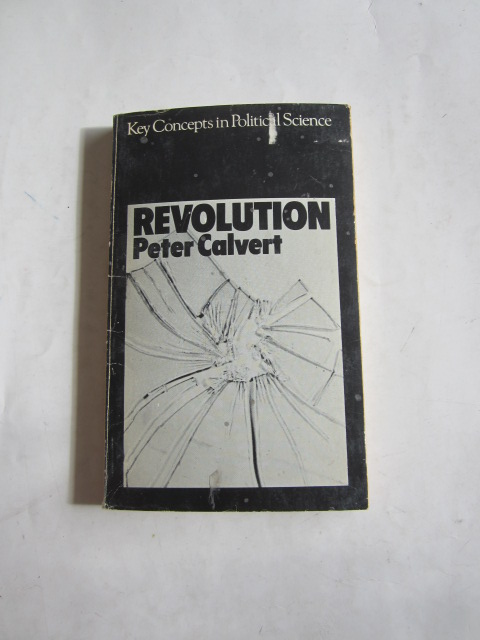 Key Concepts in Political Science
REVOLUTION
Peter Calvert